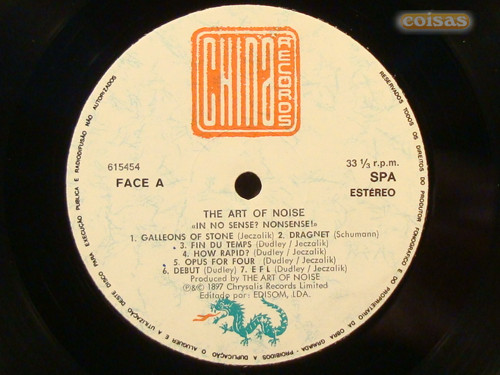 coisas
CHINA
RECORDS
615454
FACE A
33 ⅓ r.p.m.
SPA
ESTÉREO
THE ART OF NOISE
«IN NO SENSE? NONSENSE!»
1. GALLEONS OF STONE (Jeczalik) 2. DRAGNET (Schumann)
3. FIN DU TEMPS (Dudley / Jeczalik)
4. HOW RAPID? (Dudley / Jeczalik)
5. OPUS FOR FOUR (Dudley / Jeczalik)
6. DEBUT (Dudley) 7. E F L (Dudley / Jeczalik)
Produced by THE ART OF NOISE
℗&© 1897 Chrysalis Records Limited
Editado por: EDISOM, LDA.
RESERVADOS TODOS OS DIREITOS DO PRODUTOR FONOGRÁFICO E DO PROPRIETÁRIO DA OBRA GRAVADA - PROIBIDOS A DUPLICAÇÃO O ALUGUER E A UTILIZAÇÃO DESTE DISCO PARA EXECUÇÃO PÚBLICA E RADIODIFUSÃO NÃO AUTORIZADOS